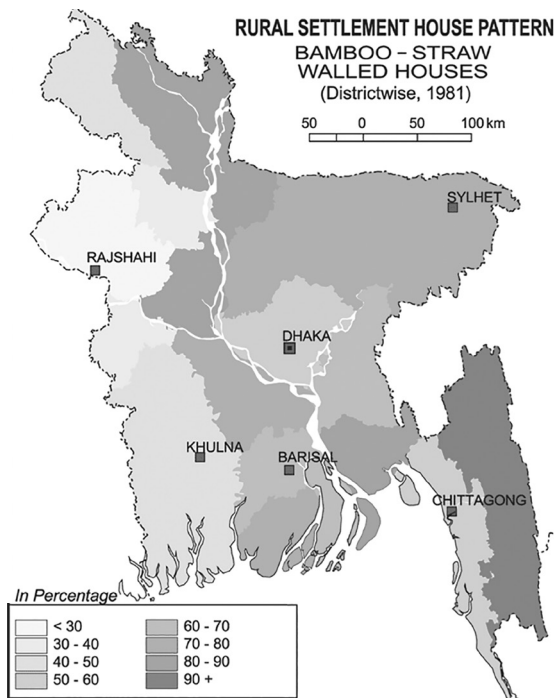 RURAL SETTLEMENT HOUSE PATTERN
BAMBOO – STRAW
WALLED HOUSES
(Districtwise, 1981)
50 0 50 100 km
SYLHET
RAJSHAHI
DHAKA
KHULNA
BARISAL
CHITTAGONG
In Percentage
< 30
30 - 40
40 - 50
50 - 60
60 - 70
70 - 80
80 - 90
90 +